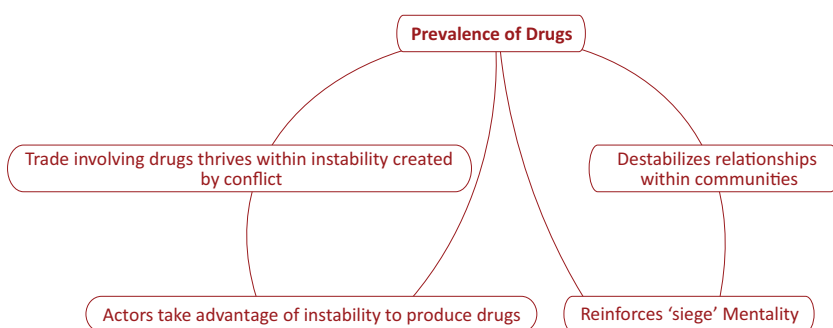 Prevalence of Drugs
Trade involving drugs thrives within instability created
by conflict
Destabilizes relationships
within communities
Actors take advantage of instability to produce drugs
Reinforces ‘siege’ Mentality